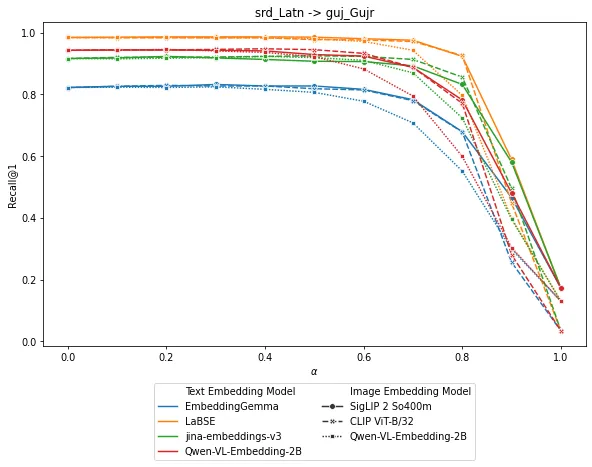 srd_Latn -> guj_Gujr
1.0
0.8
0.6
0.4
0.2
0.0
Recall@1
0.0 0.2 0.4 0.6 0.8 1.0
α
Text Embedding Model Image Embedding Model
EmbeddingGemma SigLIP 2 So400m
LaBSE CLIP ViT-B/32
jina-embeddings-v3 Qwen-VL-Embedding-2B
Qwen-VL-Embedding-2B